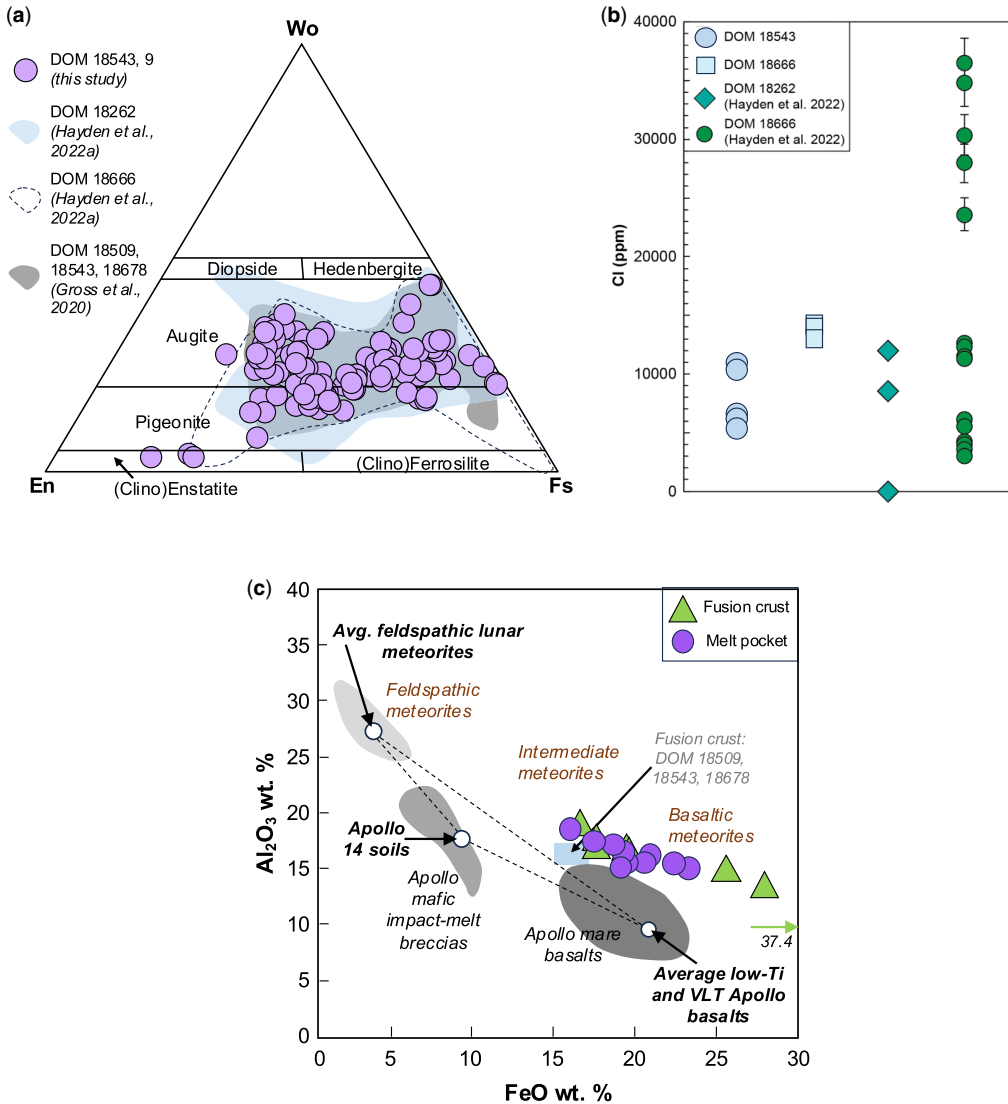 (a)
Wo
DOM 18543, 9
(this study)
DOM 18262
(Hayden et al.,
2022a)
DOM 18666
(Hayden et al.,
2022a)
DOM 18509,
18543, 18678
(Gross et al.,
2020)
Diopside
Hedenbergite
Augite
Pigeonite
(Clino)Ferrosilite
En
(Clino)Enstatite
Fs
(b)
40000
30000
20000
10000
0
Cl (ppm)
DOM 18543
DOM 18666
DOM 18262
(Hayden et al. 2022)
DOM 18666
(Hayden et al. 2022)
(c)
40
35
30
25
20
15
10
5
0
Al₂O₃ wt. %
Fusion crust
Melt pocket
Avg. feldspathic lunar
meteorites
Feldspathic
meteorites
Intermediate
meteorites
Fusion crust:
DOM 18509,
18543, 18678
Basaltic
meteorites
Apollo
14 soils
Apollo
mafic
impact-melt
breccias
Apollo mare
basalts
37.4
Average low-Ti
and VLT Apollo
basalts
0 5 10 15 20 25 30
FeO wt. %